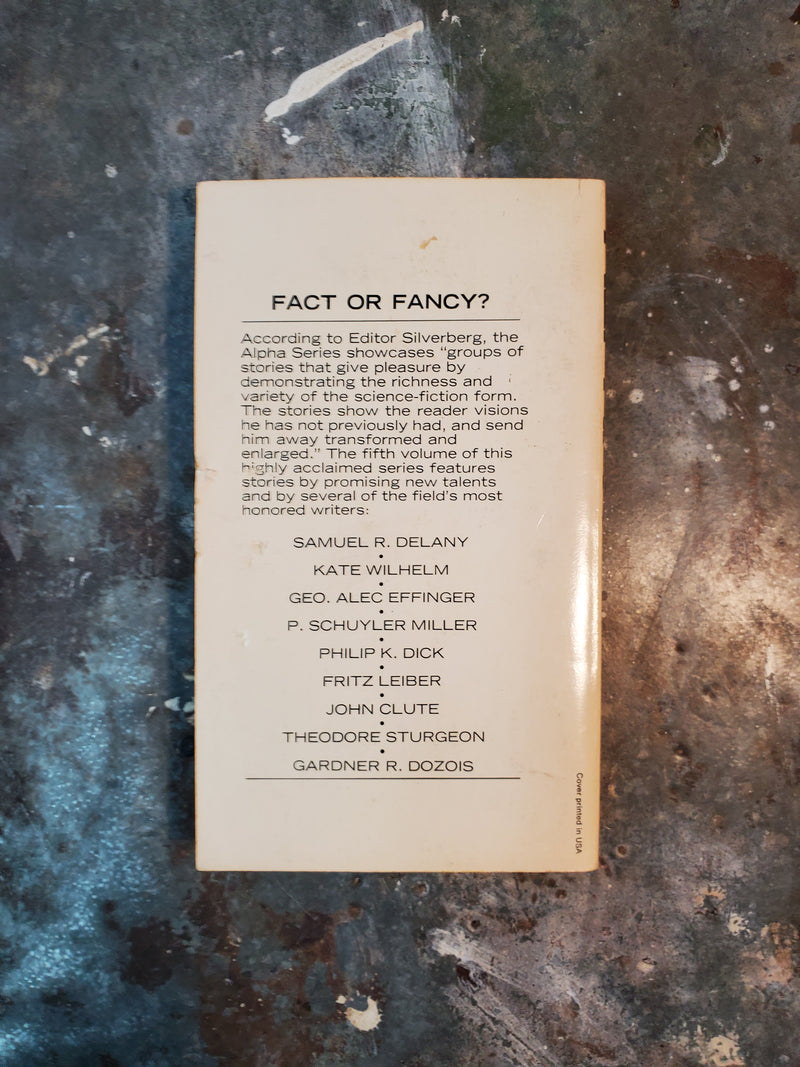 FACT OR FANCY?
According to Editor Silverberg, the
Alpha Series showcases “groups of
stories that give pleasure by
demonstrating the richness and
variety of the science-fiction form.
The stories show the reader visions
he has not previously had, and send
him away transformed and
enlarged.” The fifth volume of this
highly acclaimed series features
stories by promising new talents
and by several of the field's most
honored writers:
SAMUEL R. DELANY
•
KATE WILHELM
•
GEO. ALEC EFFINGER
•
P. SCHUYLER MILLER
•
PHILIP K. DICK
•
FRITZ LEIBER
•
JOHN CLUTE
•
THEODORE STURGEON
•
GARDNER R. DOZOIS
Cover printed in USA